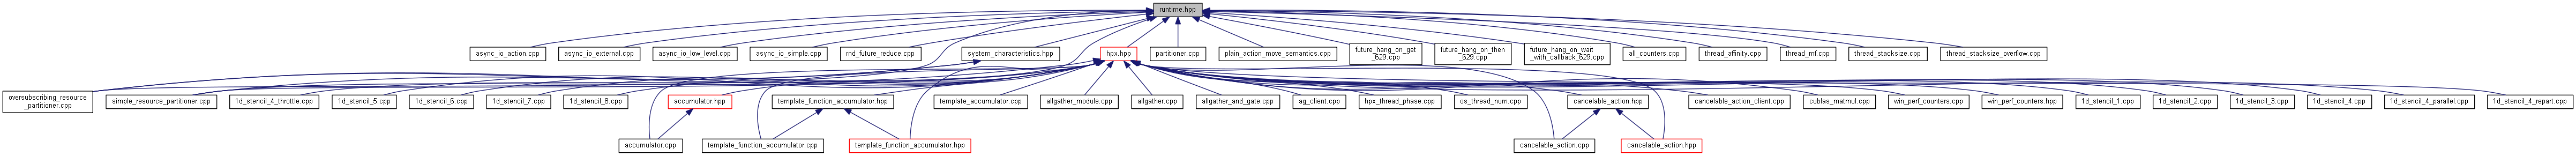 runtime.hpp
async_io_action.cpp
async_io_external.cpp
async_io_low_level.cpp
async_io_simple.cpp
rnd_future_reduce.cpp
system_characteristics.hpp
hpx.hpp
partitioner.cpp
plain_action_move_semantics.cpp
future_hang_on_get
_629.cpp
future_hang_on_then
_629.cpp
future_hang_on_wait
_with_callback_629.cpp
all_counters.cpp
thread_affinity.cpp
thread_mf.cpp
thread_stacksize.cpp
thread_stacksize_overflow.cpp
oversubscribing_resource
_partitioner.cpp
simple_resource_partitioner.cpp
1d_stencil_4_throttle.cpp
1d_stencil_5.cpp
1d_stencil_6.cpp
1d_stencil_7.cpp
1d_stencil_8.cpp
accumulator.hpp
template_function_accumulator.hpp
template_accumulator.cpp
allgather_module.cpp
allgather.cpp
allgather_and_gate.cpp
ag_client.cpp
hpx_thread_phase.cpp
os_thread_num.cpp
cancelable_action.hpp
cancelable_action_client.cpp
cublas_matmul.cpp
win_perf_counters.cpp
win_perf_counters.hpp
1d_stencil_1.cpp
1d_stencil_2.cpp
1d_stencil_3.cpp
1d_stencil_4.cpp
1d_stencil_4_parallel.cpp
1d_stencil_4_repart.cpp
accumulator.cpp
template_function_accumulator.cpp
template_function_accumulator.hpp
cancelable_action.cpp
cancelable_action.hpp